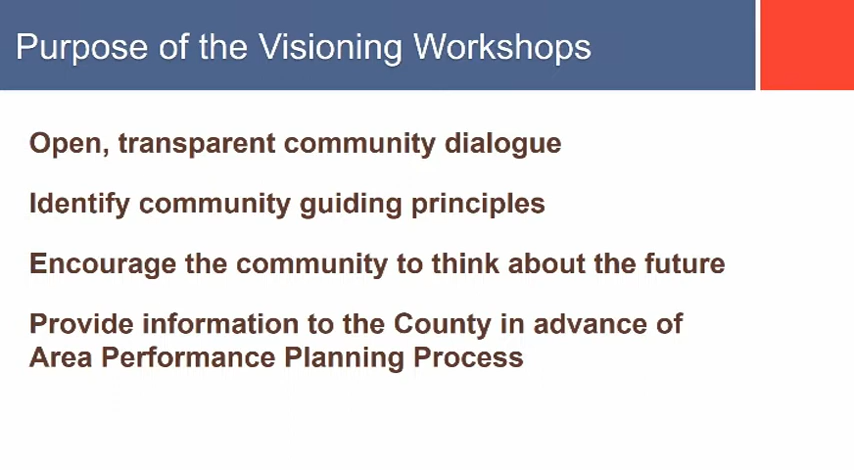 Purpose of the Visioning Workshops
Open, transparent community dialogue
Identify community guiding principles
Encourage the community to think about the future
Provide information to the County in advance of
Area Performance Planning Process